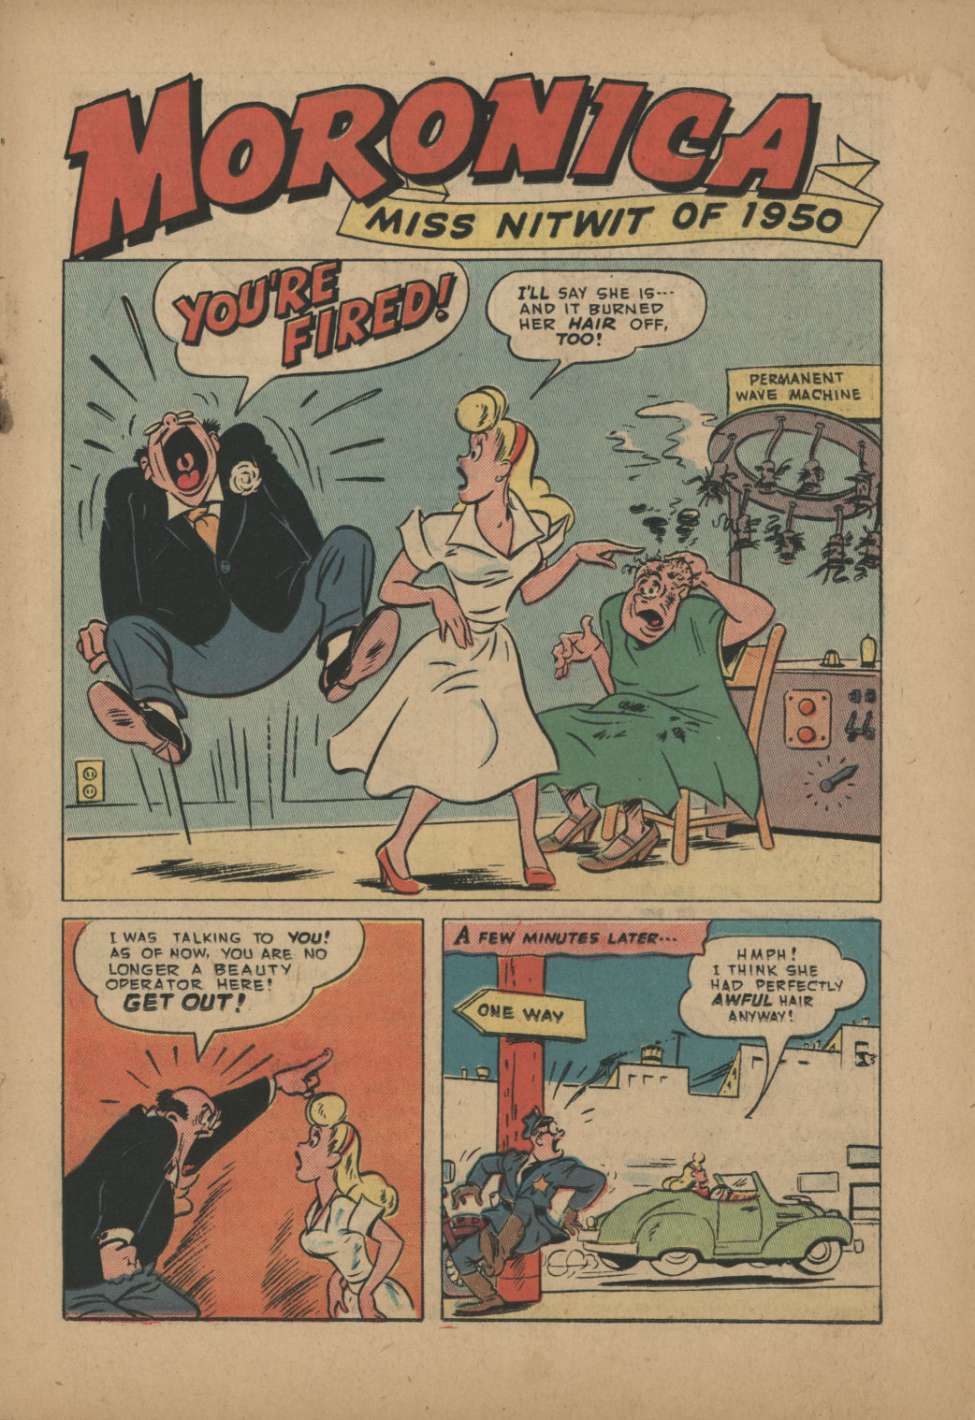 MORONICA
MISS NITWIT OF 1950
YOU'RE
FIRED!
I'LL SAY SHE IS---
AND IT BURNED
HER HAIR OFF,
TOO!
PERMANENT
WAVE MACHINE
I WAS TALKING TO YOU!
AS OF NOW, YOU ARE NO
LONGER A BEAUTY
OPERATOR HERE!
GET OUT!
A FEW MINUTES LATER---
HMPH!
I THINK SHE
HAD PERFECTLY
AWFUL HAIR
ANYWAY!
ONE WAY